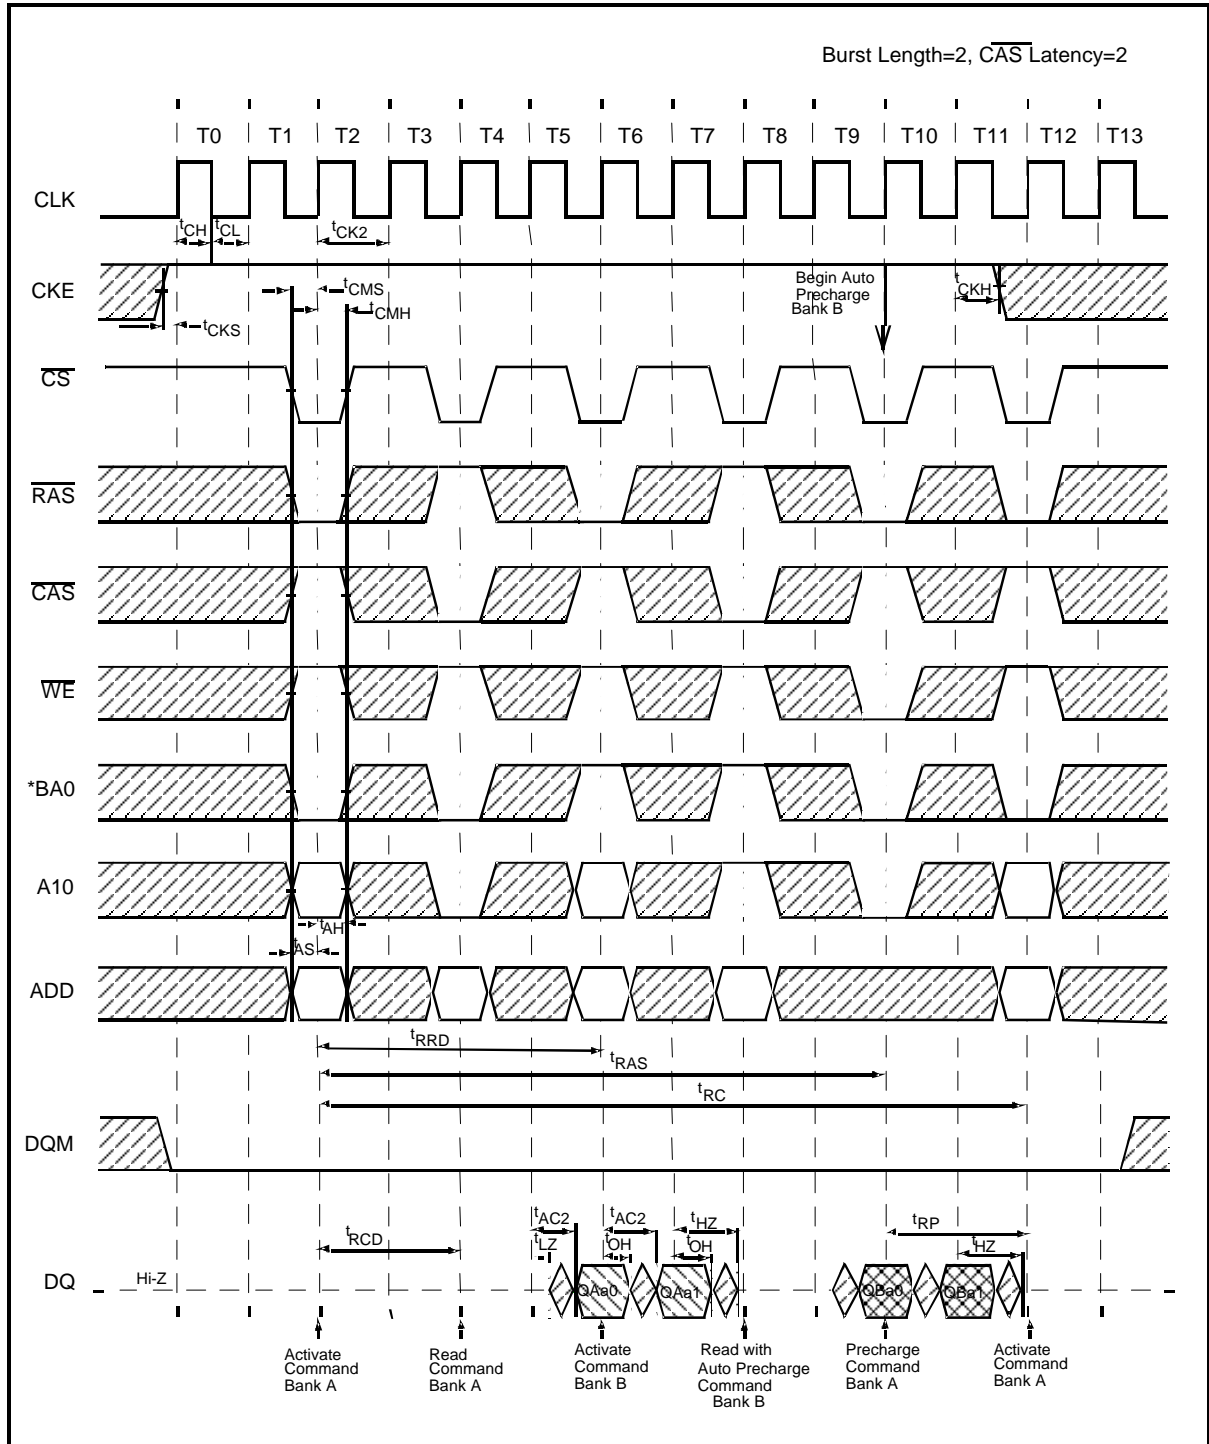 Burst Length=2, CAS Latency=2
T0 T1 T2 T3 T4 T5 T6 T7 T8 T9 T10 T11 T12 T13
CLK
tCH tCL tCK2
CKE
tCMS
tCMH
tCKS
Begin Auto
Precharge
Bank B
tCKH
CS
RAS
CAS
WE
*BA0
A10
tAH
tAS
ADD
tRRD
tRAS
tRC
DQM
tAC2 tAC2 tHZ tRP
tRCD
tLZ tOH tOH tHZ
DQ
Hi-Z
QAa0 QAa1 QBa0 QBa1
Activate
Command
Bank A
Read
Command
Bank A
Activate
Command
Bank B
Read with
Auto Precharge
Command
Bank B
Precharge
Command
Bank A
Activate
Command
Bank A